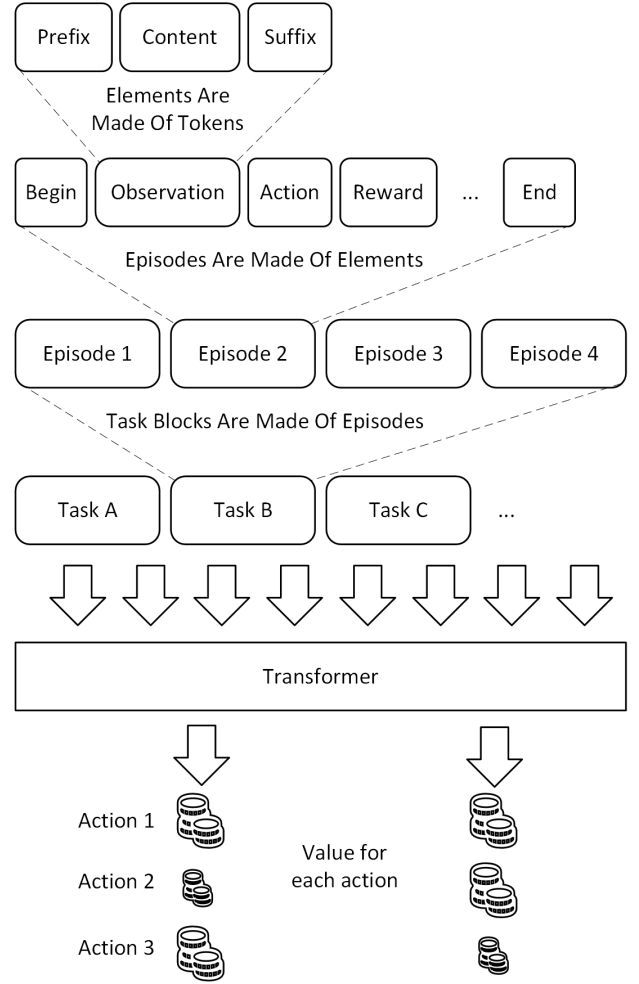 Prefix
Content
Suffix
Elements Are
Made Of Tokens
Begin
Observation
Action
Reward
...
End
Episodes Are Made Of Elements
Episode 1
Episode 2
Episode 3
Episode 4
Task Blocks Are Made Of Episodes
Task A
Task B
Task C
...
Transformer
Action 1
Value for
each action
Action 2
Action 3